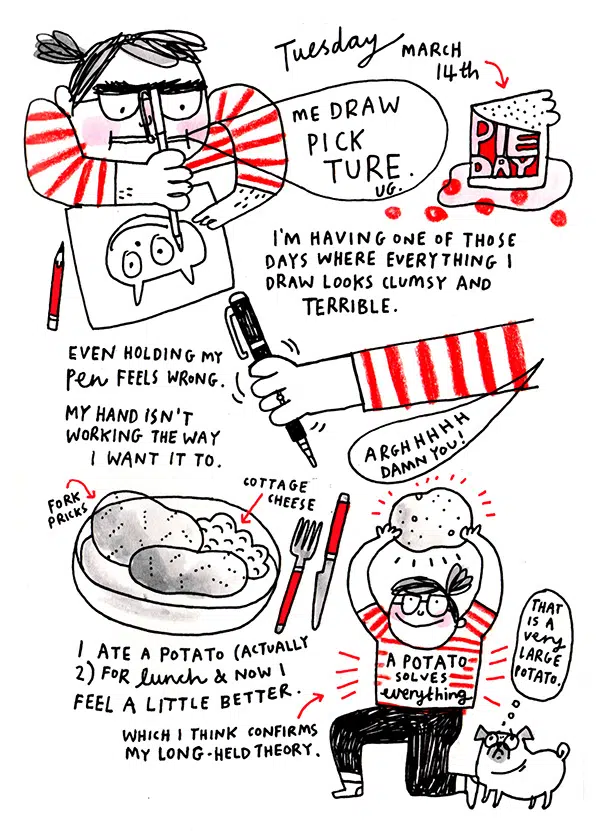 Tuesday
MARCH
14th
ME DRAW
PICK
TURE.
UG.
PIE
DAY
I'M HAVING ONE OF THOSE
DAYS WHERE EVERYTHING I
DRAW LOOKS CLUMSY AND
TERRIBLE.
EVEN HOLDING MY
pen FEELS WRONG.
MY HAND ISN'T
WORKING THE WAY
I WANT IT TO.
ARGHHHHH
DAMN YOU!
FORK
PRICKS
COTTAGE
CHEESE
I ATE A POTATO (ACTUALLY
2) FOR lunch & NOW I
FEEL A LITTLE BETTER.
WHICH I THINK CONFIRMS
MY LONG-HELD THEORY.
A POTATO
SOLVES
everything
THAT
IS A
very
LARGE
POTATO.